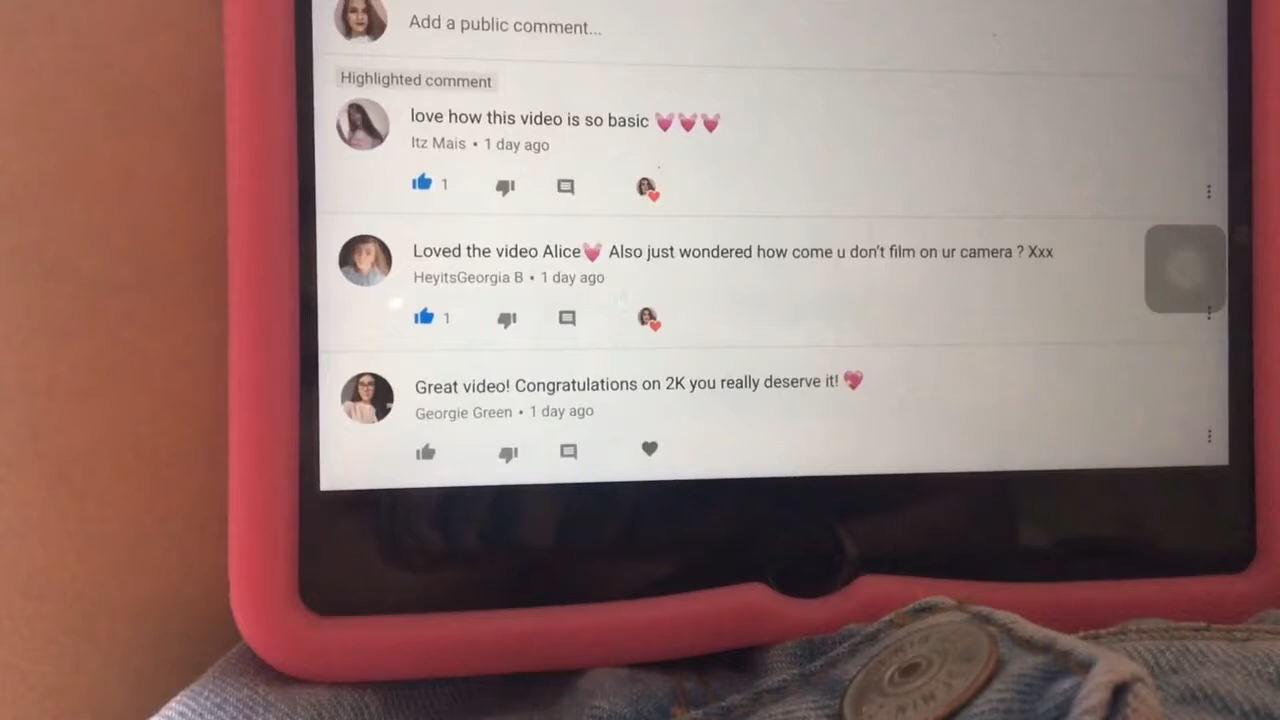 Add a public comment...
Highlighted comment
love how this video is so basic 💓💓💓
Itz Mais • 1 day ago
1
Loved the video Alice💓 Also just wondered how come u don't film on ur camera ? Xxx
HeyitsGeorgia B • 1 day ago
1
Great video! Congratulations on 2K you really deserve it! 💖
Georgie Green • 1 day ago